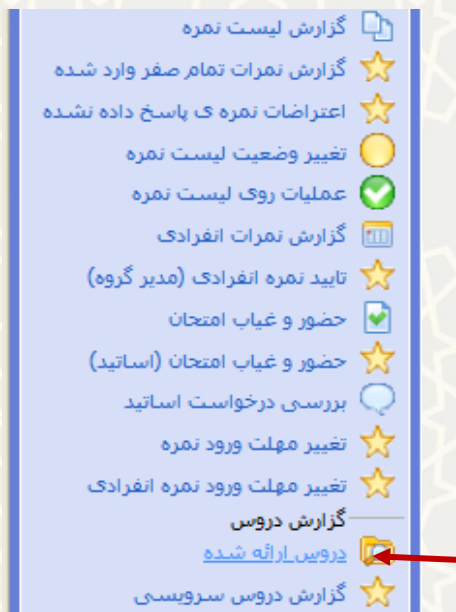 گزارش لیست نمره
گزارش نمرات تمام صفر وارد شده
اعتراضات نمره ی پاسخ داده نشده
تغییر وضعیت لیست نمره
عملیات روی لیست نمره
گزارش نمرات انفرادی
تایید نمره انفرادی (مدیر گروه)
حضور و غیاب امتحان
حضور و غیاب امتحان (اساتید)
بررسی درخواست اساتید
تغییر مهلت ورود نمره
تغییر مهلت ورود نمره انفرادی
گزارش دروس
دروس ارائه شده
گزارش دروس سرویسی